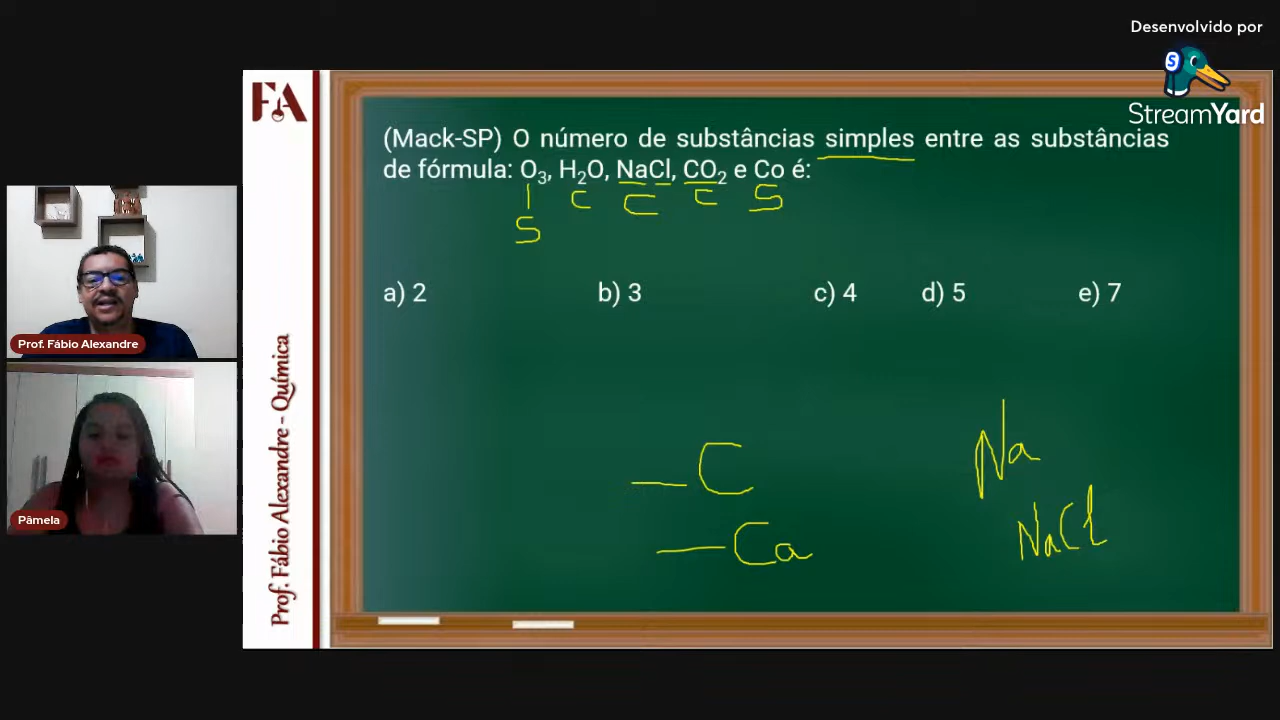 Desenvolvido por
StreamYard
FA
(Mack-SP) O número de substâncias simples entre as substâncias
de fórmula: O₃, H₂O, NaCl, CO₂ e Co é:
C C C S
S
a) 2 b) 3 c) 4 d) 5 e) 7
Na
C
NaCl
Ca
Prof. Fábio Alexandre
Pâmela
Prof. Fábio Alexandre - Química